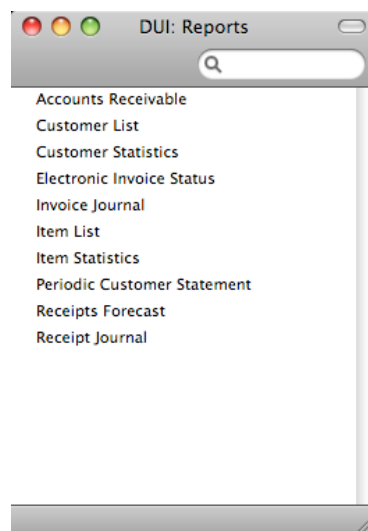 DUI: Reports
Accounts Receivable
Customer List
Customer Statistics
Electronic Invoice Status
Invoice Journal
Item List
Item Statistics
Periodic Customer Statement
Receipts Forecast
Receipt Journal